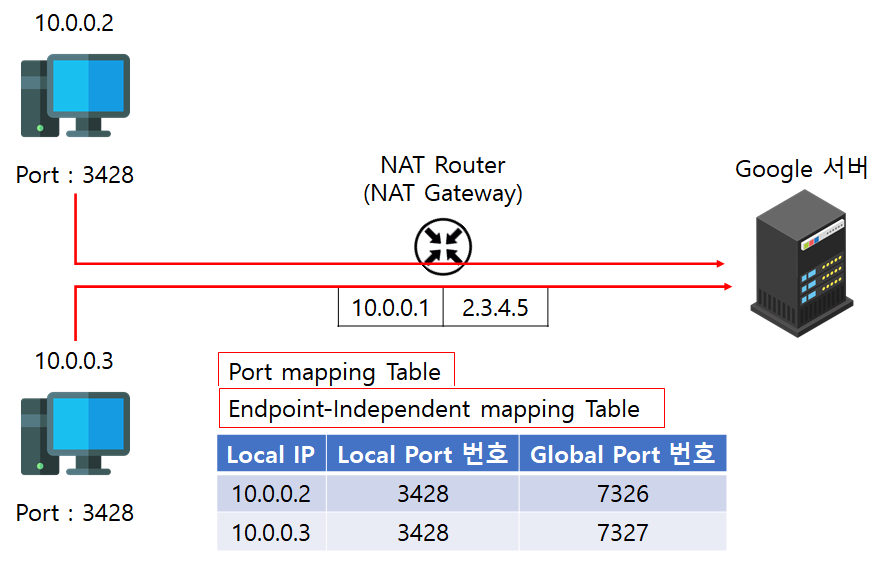 10.0.0.2
Port : 3428
NAT Router
(NAT Gateway)
Google 서버
10.0.0.1 2.3.4.5
10.0.0.3
Port : 3428
Port mapping Table
Endpoint-Independent mapping Table
Local IP Local Port 번호 Global Port 번호
10.0.0.2 3428 7326
10.0.0.3 3428 7327